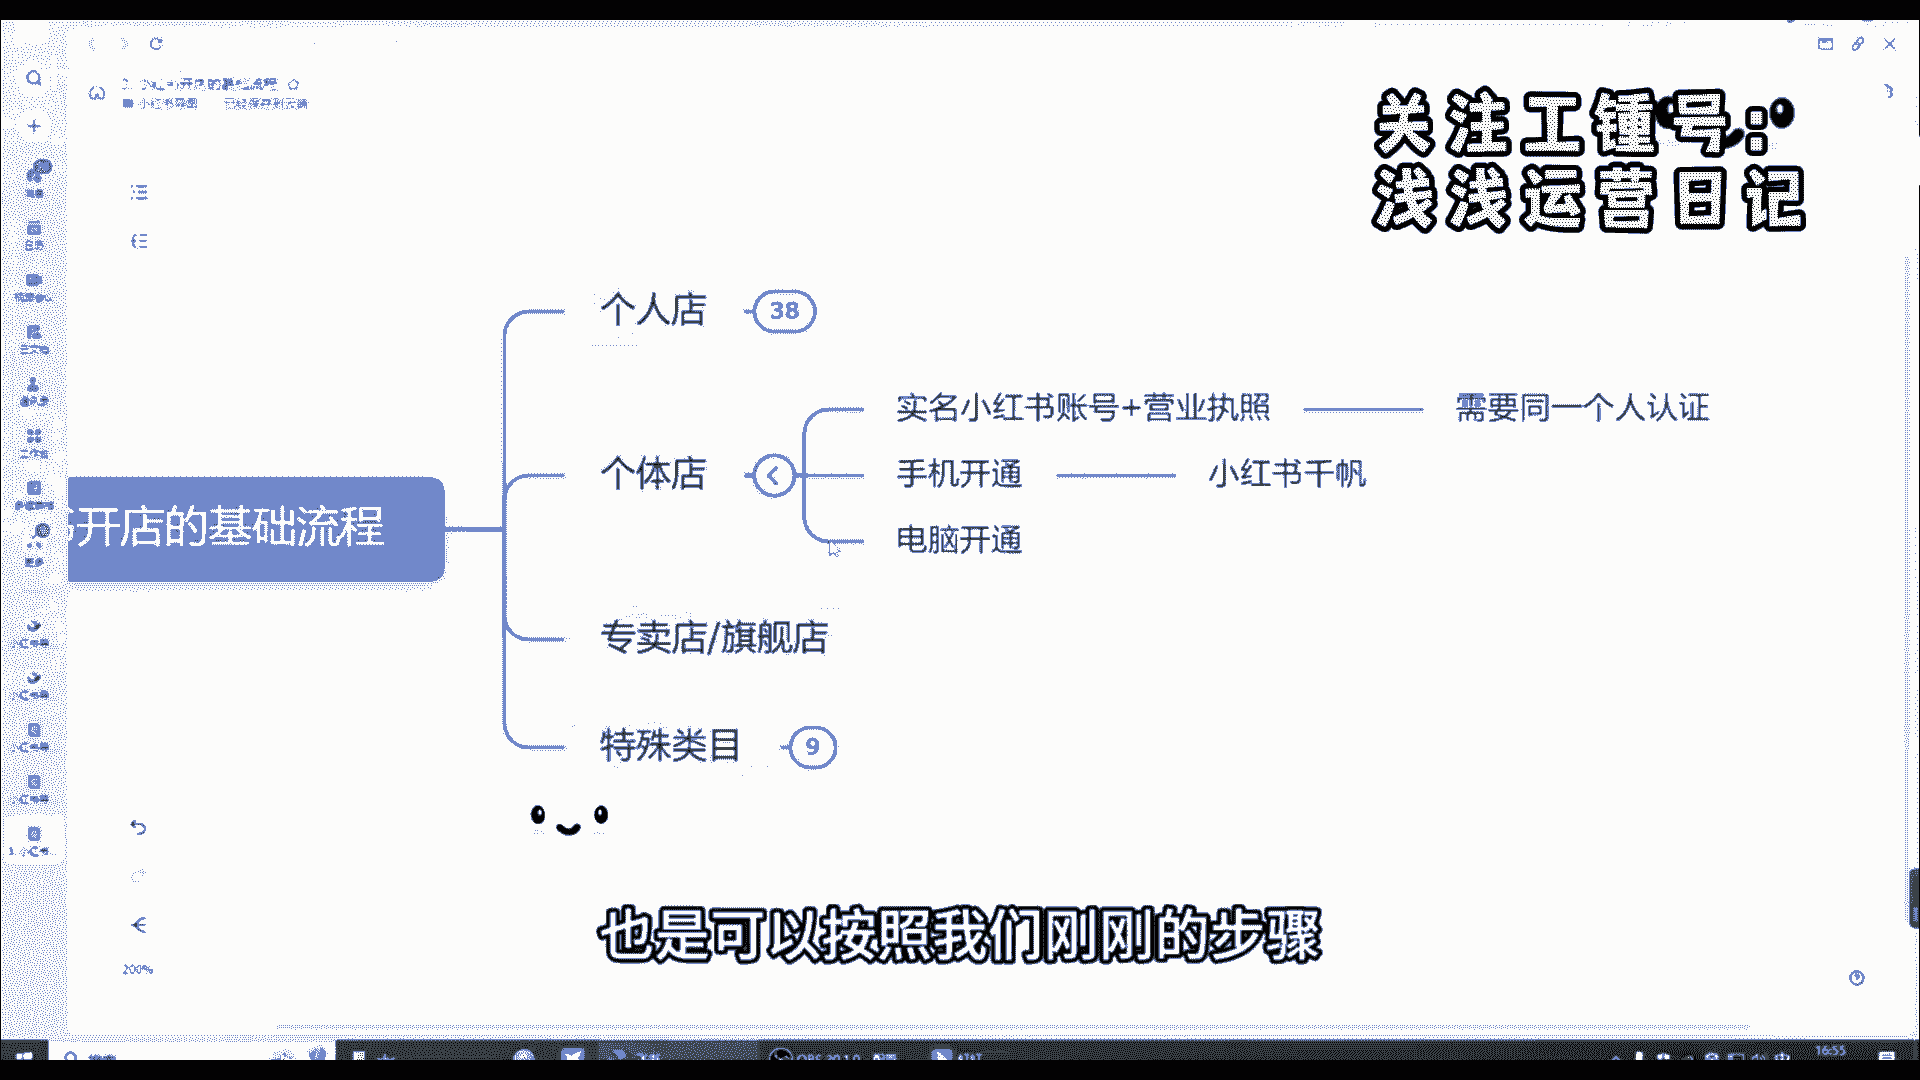 关注工锺号:
浅浅运营日记
个人店 38
实名小红书账号+营业执照 需要同一个人认证
个体店
手机开通 小红书千帆
电脑开通
书开店的基础流程
专卖店/旗舰店
特殊类目 9
也是可以按照我们刚刚的步骤
200%
16:55